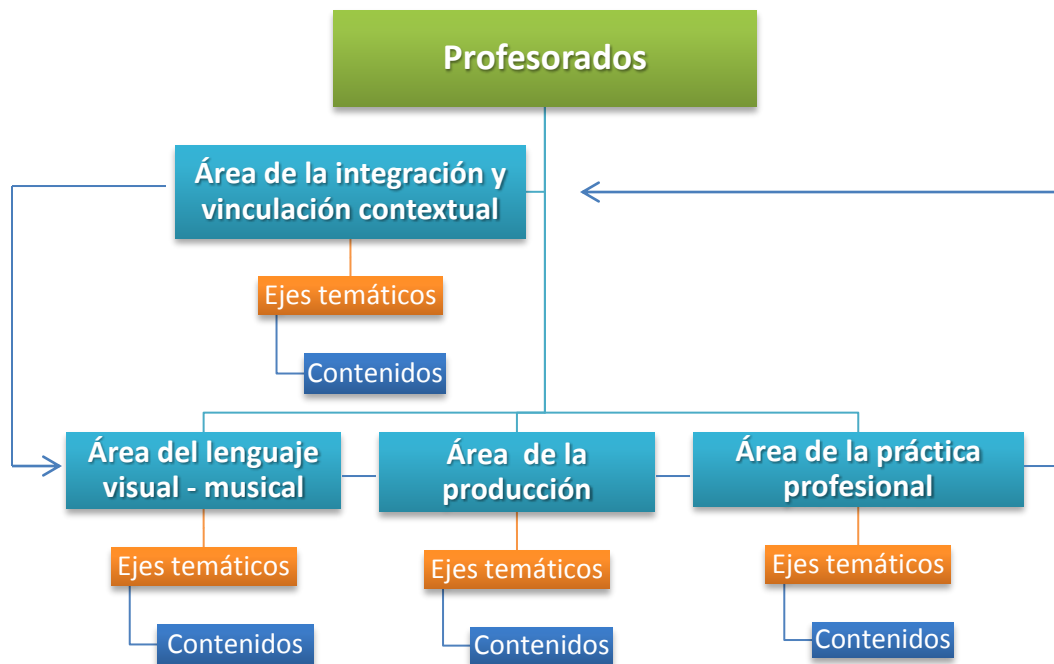 Profesorados
Área de la integración y
vinculación contextual
Ejes temáticos
Contenidos
Área del lenguaje
visual - musical
Área  de la
producción
Área de la práctica
profesional
Ejes temáticos
Ejes temáticos
Ejes temáticos
Contenidos
Contenidos
Contenidos